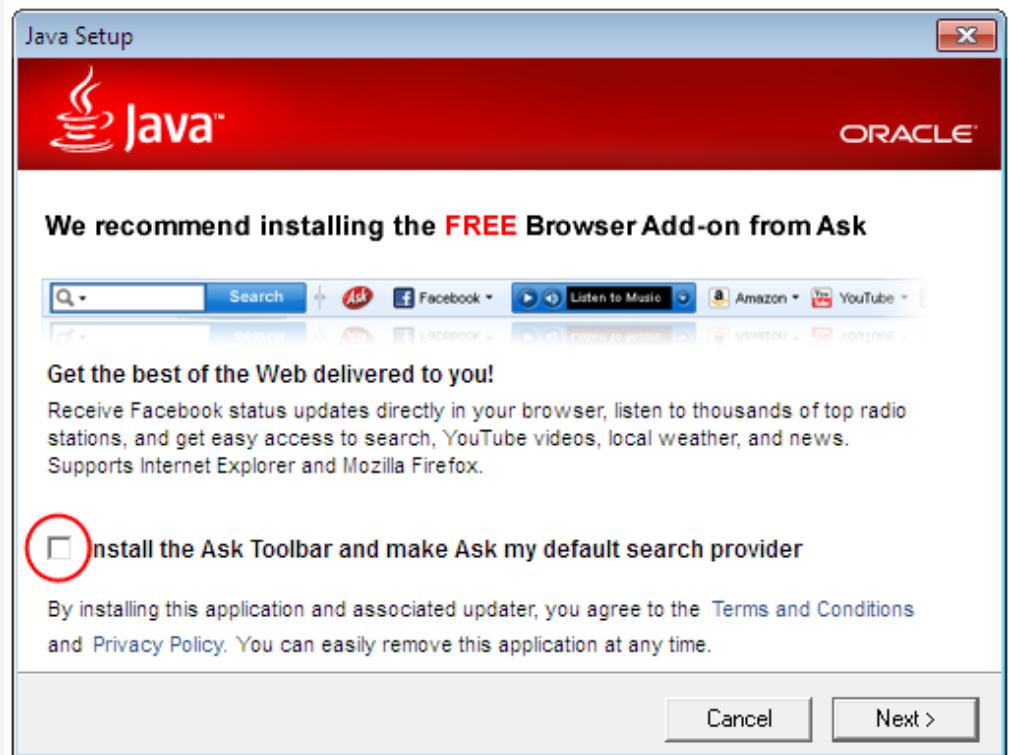 Java Setup
Java™
ORACLE
We recommend installing the FREE Browser Add-on from Ask
Search Ask Facebook Listen to Music Amazon YouTube
Get the best of the Web delivered to you!
Receive Facebook status updates directly in your browser, listen to thousands of top radio
stations, and get easy access to search, YouTube videos, local weather, and news.
Supports Internet Explorer and Mozilla Firefox.
nstall the Ask Toolbar and make Ask my default search provider
By installing this application and associated updater, you agree to the Terms and Conditions
and Privacy Policy. You can easily remove this application at any time.
Cancel Next >